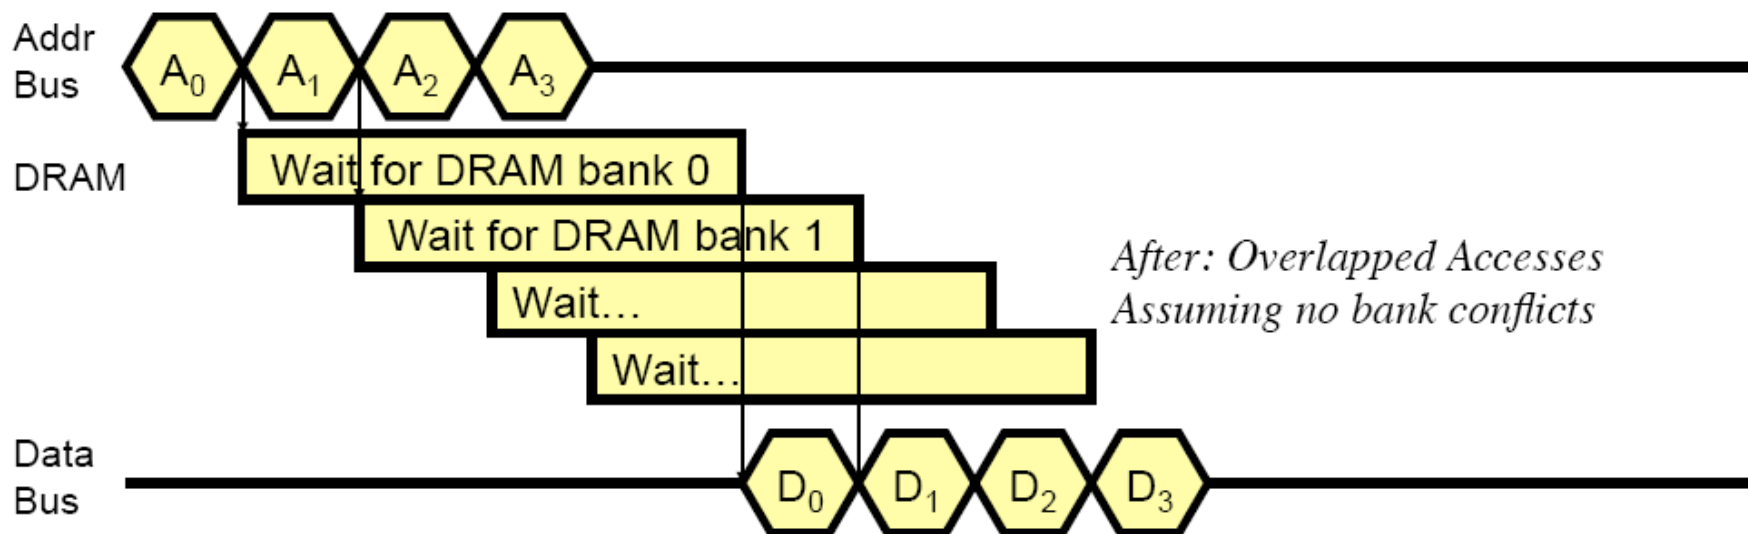 Addr
Bus
A₀ A₁ A₂ A₃
DRAM
Wait for DRAM bank 0
Wait for DRAM bank 1
Wait...
Wait...
After: Overlapped Accesses
Assuming no bank conflicts
Data
Bus
D₀ D₁ D₂ D₃